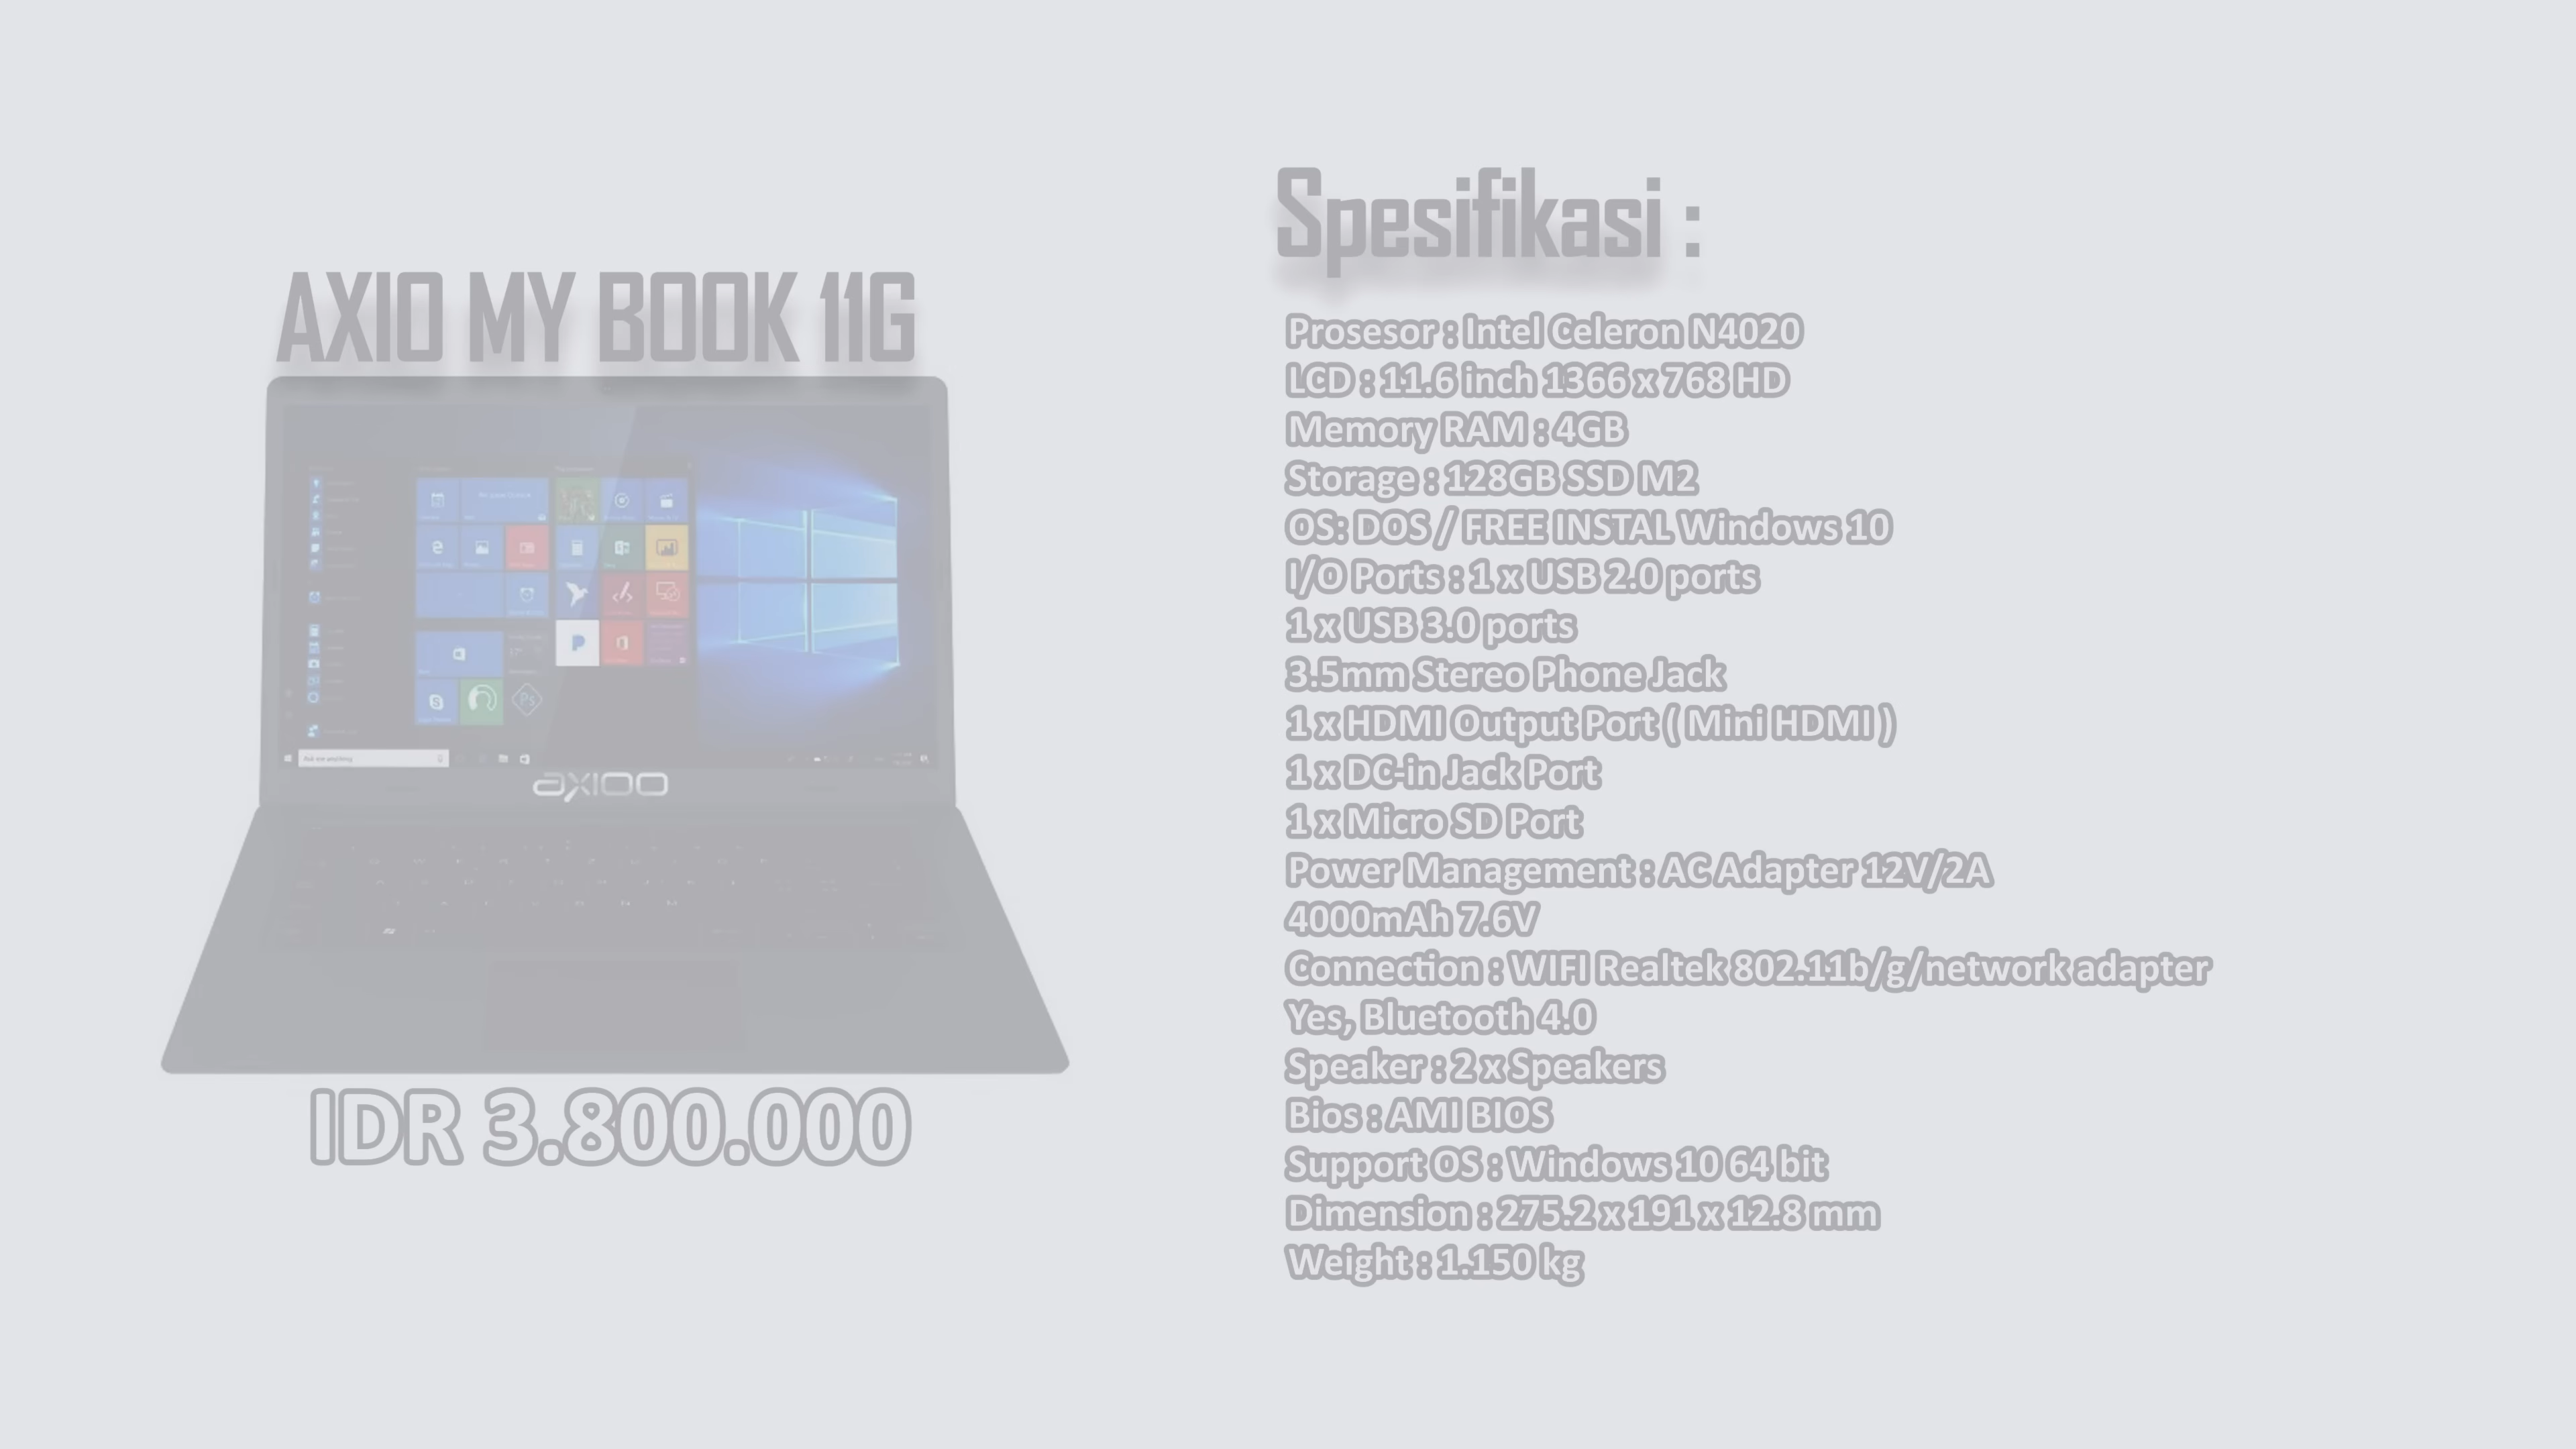 AXIO MY BOOK 11G
axioo
IDR 3.800.000
Spesifikasi :
Prosesor : Intel Celeron N4020
LCD : 11.6 inch 1366 x 768 HD
Memory RAM : 4GB
Storage : 128GB SSD M2
OS: DOS / FREE INSTAL Windows 10
I/O Ports : 1 x USB 2.0 ports
1 x USB 3.0 ports
3.5mm Stereo Phone Jack
1 x HDMI Output Port ( Mini HDMI )
1 x DC-in Jack Port
1 x Micro SD Port
Power Management : AC Adapter 12V/2A
4000mAh 7.6V
Connection : WIFI Realtek 802.11b/g/network adapter
Yes, Bluetooth 4.0
Speaker : 2 x Speakers
Bios : AMI BIOS
Support OS : Windows 10 64 bit
Dimension : 275.2 x 191 x 12.8 mm
Weight : 1.150 kg